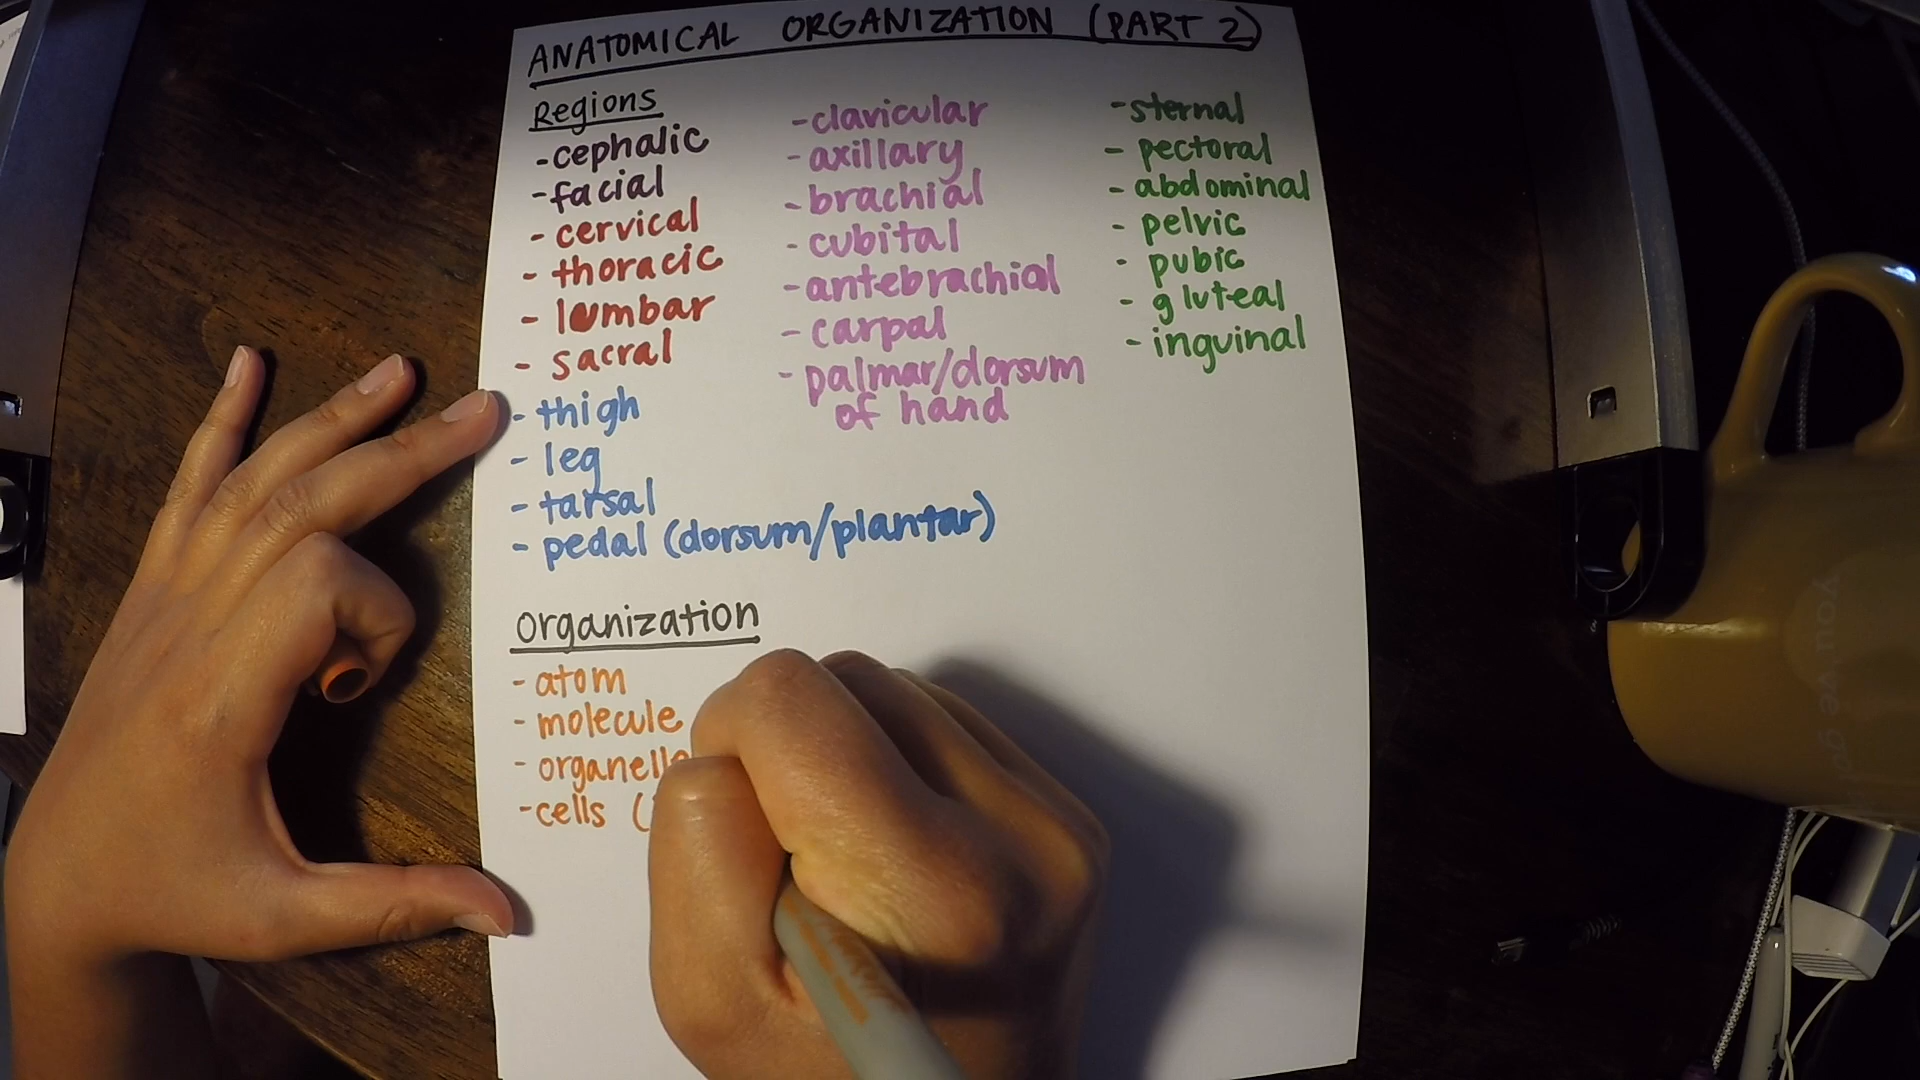 ANATOMICAL ORGANIZATION (PART 2)
Regions
- cephalic
- facial
- cervical
- thoracic
- lumbar
- sacral
- thigh
- leg
- tarsal
- pedal (dorsum/plantar)
- clavicular
- axillary
- brachial
- cubital
- antebrachial
- carpal
- palmar/dorsum
of hand
- sternal
- pectoral
- abdominal
- pelvic
- pubic
- gluteal
- inguinal
organization
- atom
- molecule
- organelle
- cells (